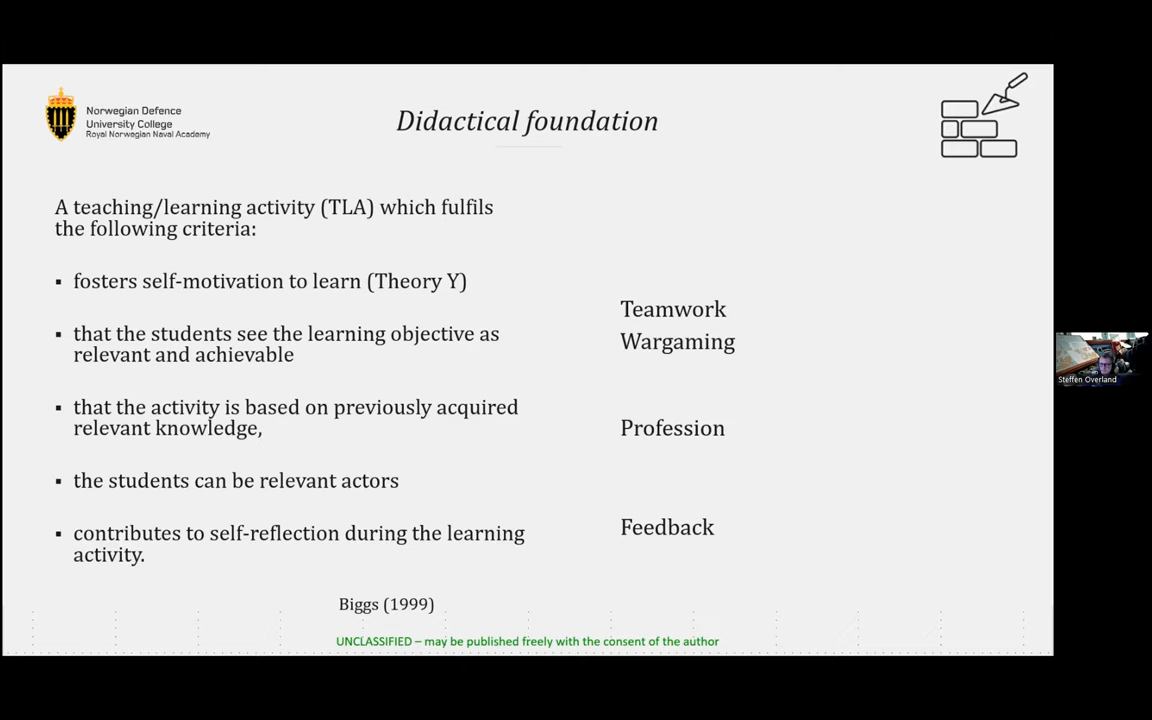 Norwegian Defence
University College
Royal Norwegian Naval Academy
Didactical foundation
A teaching/learning activity (TLA) which fulfils
the following criteria:
▪ fosters self-motivation to learn (Theory Y)
▪ that the students see the learning objective as
relevant and achievable
▪ that the activity is based on previously acquired
relevant knowledge,
▪ the students can be relevant actors
▪ contributes to self-reflection during the learning
activity.
Teamwork
Wargaming
Profession
Feedback
Biggs (1999)
UNCLASSIFIED – may be published freely with the consent of the author
Steffen Overland